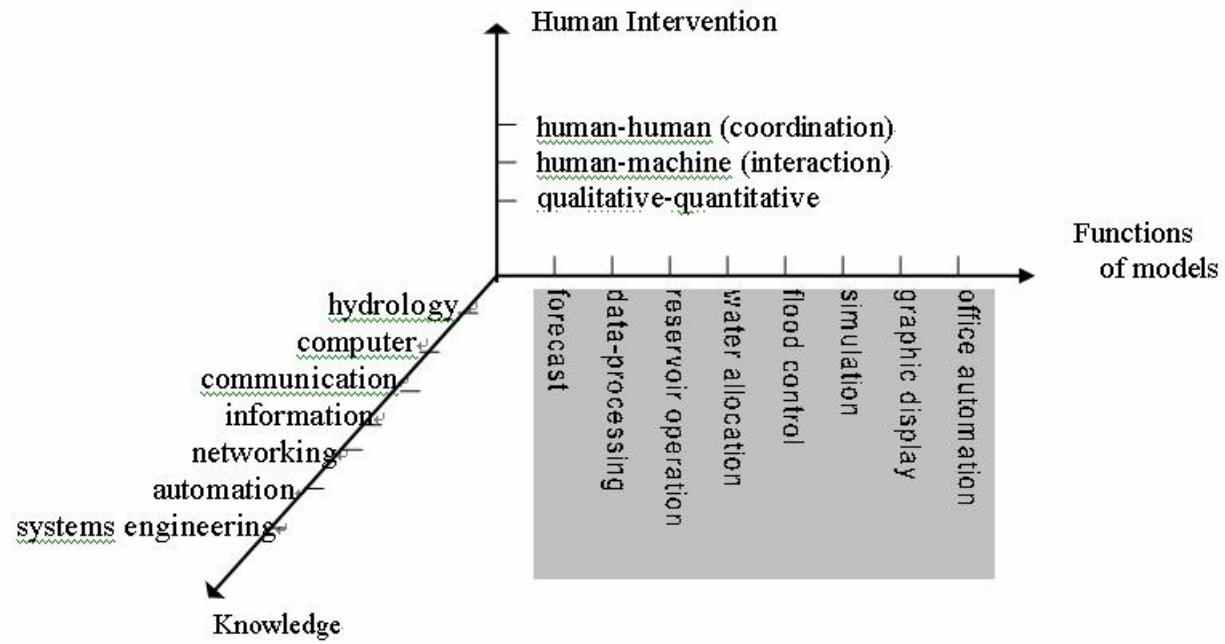 Human Intervention
human-human (coordination)
human-machine (interaction)
qualitative-quantitative
Functions
of models
forecast
data-processing
reservoir operation
water allocation
flood control
simulation
graphic display
office automation
hydrology
computer
communication
information
networking
automation
systems engineering
Knowledge